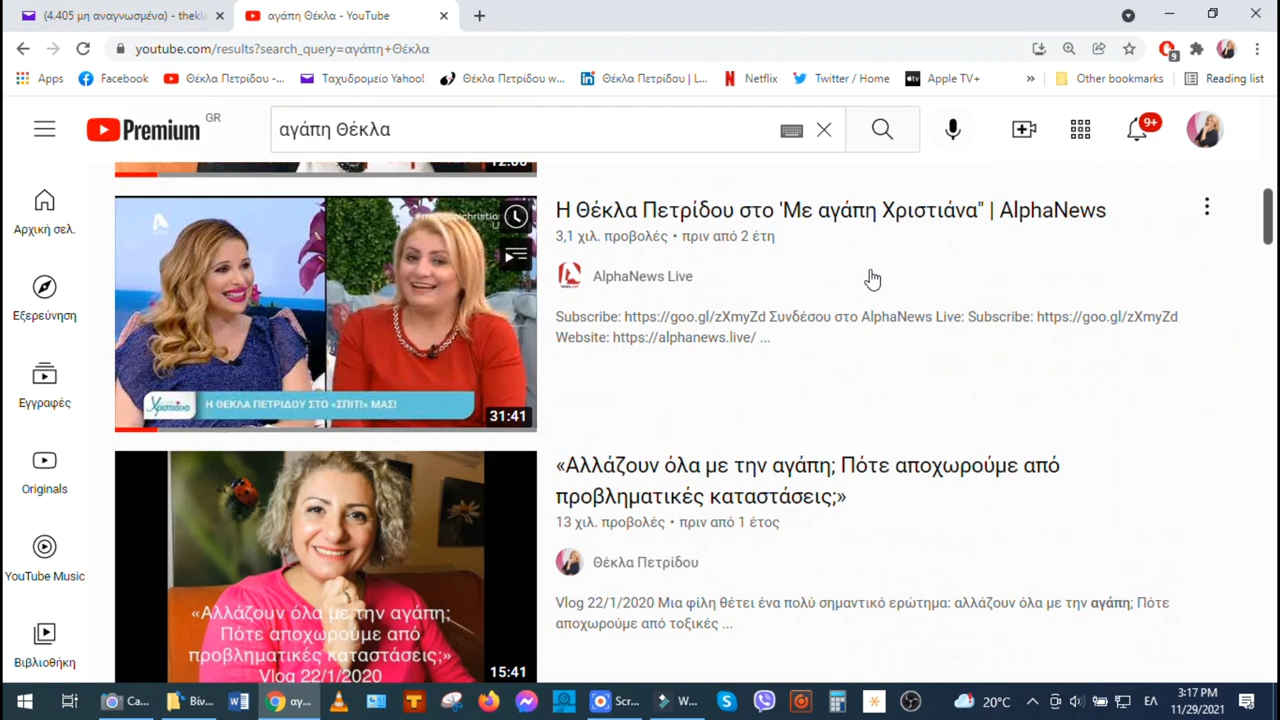 (4.405 μη αναγνωσμένα) - thekla
αγάπη Θέκλα - YouTube
youtube.com/results?search_query=αγάπη+Θέκλα
9
Apps Facebook Θέκλα Πετρίδου -... Ταχυδρομείο Yahoo! Θέκλα Πετρίδου w... Θέκλα Πετρίδου | L... Netflix Twitter / Home Apple TV+ » Other bookmarks Reading list
Premium GR
αγάπη Θέκλα
9+
Αρχική σελ.
Εξερεύνηση
Εγγραφές
Originals
YouTube Music
Βιβλιοθήκη
Χριστιάνα
Η ΘΕΚΛΑ ΠΕΤΡΙΔΟΥ ΣΤΟ «ΣΠΙΤΙ» ΜΑΣ!
31:41
Η Θέκλα Πετρίδου στο 'Με αγάπη Χριστιάνα" | AlphaNews
3,1 χιλ. προβολές • πριν από 2 έτη
AlphaNews Live
Subscribe: https://goo.gl/zXmyZd Συνδέσου στο AlphaNews Live: Subscribe: https://goo.gl/zXmyZd
Website: https://alphanews.live/ ...
«Αλλάζουν όλα με την αγάπη;
Πότε αποχωρούμε από
προβληματικές καταστάσεις;»
Vlog 22/1/2020
15:41
«Αλλάζουν όλα με την αγάπη; Πότε αποχωρούμε από
προβληματικές καταστάσεις;»
13 χιλ. προβολές • πριν από 1 έτος
Θέκλα Πετρίδου
Vlog 22/1/2020 Μια φίλη θέτει ένα πολύ σημαντικό ερώτημα: αλλάζουν όλα με την αγάπη; Πότε
αποχωρούμε από τοξικές ...
Ca... Βίν... αγ... Scr... W... 20°C ΕΛ
3:17 PM
11/29/2021